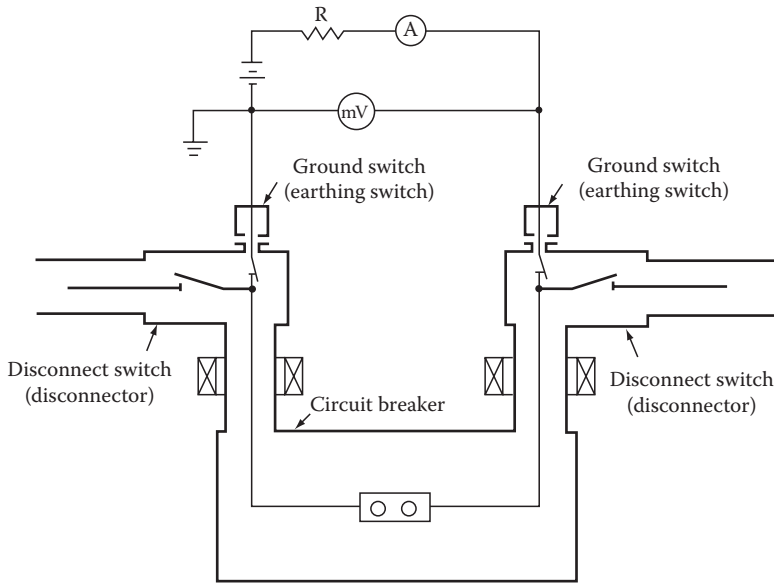 R
A
mV
Ground switch
(earthing switch)
Ground switch
(earthing switch)
Disconnect switch
(disconnector)
Circuit breaker
Disconnect switch
(disconnector)